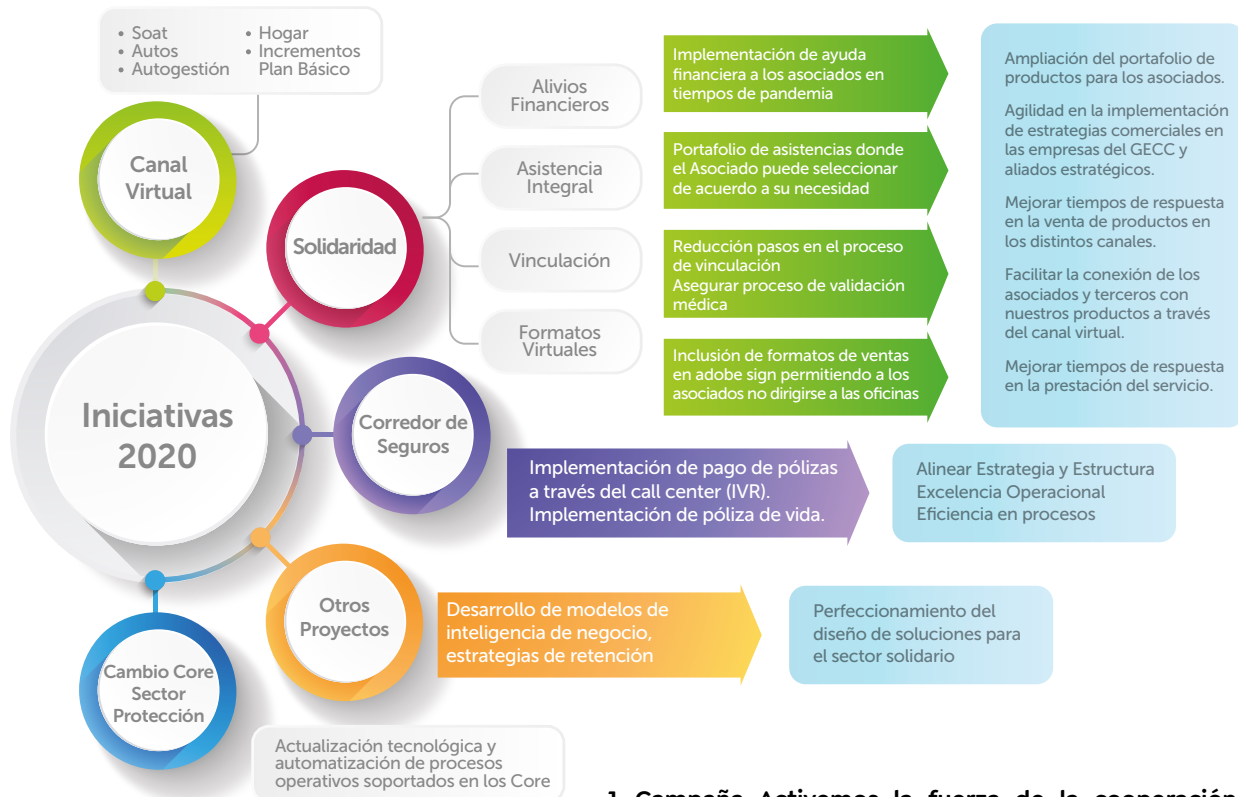 • Soat
• Autos
• Autogestión
• Hogar
• Incrementos
Plan Básico
Canal
Virtual
Solidaridad
Alivios
Financieros
Asistencia
Integral
Vinculación
Formatos
Virtuales
Implementación de ayuda
financiera a los asociados en
tiempos de pandemia
Portafolio de asistencias donde
el Asociado puede seleccionar
de acuerdo a su necesidad
Reducción pasos en el proceso
de vinculación
Asegurar proceso de validación
médica
Inclusión de formatos de ventas
en adobe sign permitiendo a los
asociados no dirigirse a las oficinas
Ampliación del portafolio de
productos para los asociados.
Agilidad en la implementación
de estrategias comerciales en
las empresas del GECC y
aliados estratégicos.
Mejorar tiempos de respuesta
en la venta de productos en
los distintos canales.
Facilitar la conexión de los
asociados y terceros con
nuestros productos a través
del canal virtual.
Mejorar tiempos de respuesta
en la prestación del servicio.
Iniciativas
2020
Corredor de
Seguros
Implementación de pago de pólizas
a través del call center (IVR).
Implementación de póliza de vida.
Alinear Estrategia y Estructura
Excelencia Operacional
Eficiencia en procesos
Otros
Proyectos
Desarrollo de modelos de
inteligencia de negocio,
estrategias de retención
Perfeccionamiento del
diseño de soluciones para
el sector solidario
Cambio Core
Sector
Protección
Actualización tecnológica y
automatización de procesos
operativos soportados en los Core
1. Campaña Activemos la fuerza de la cooperación